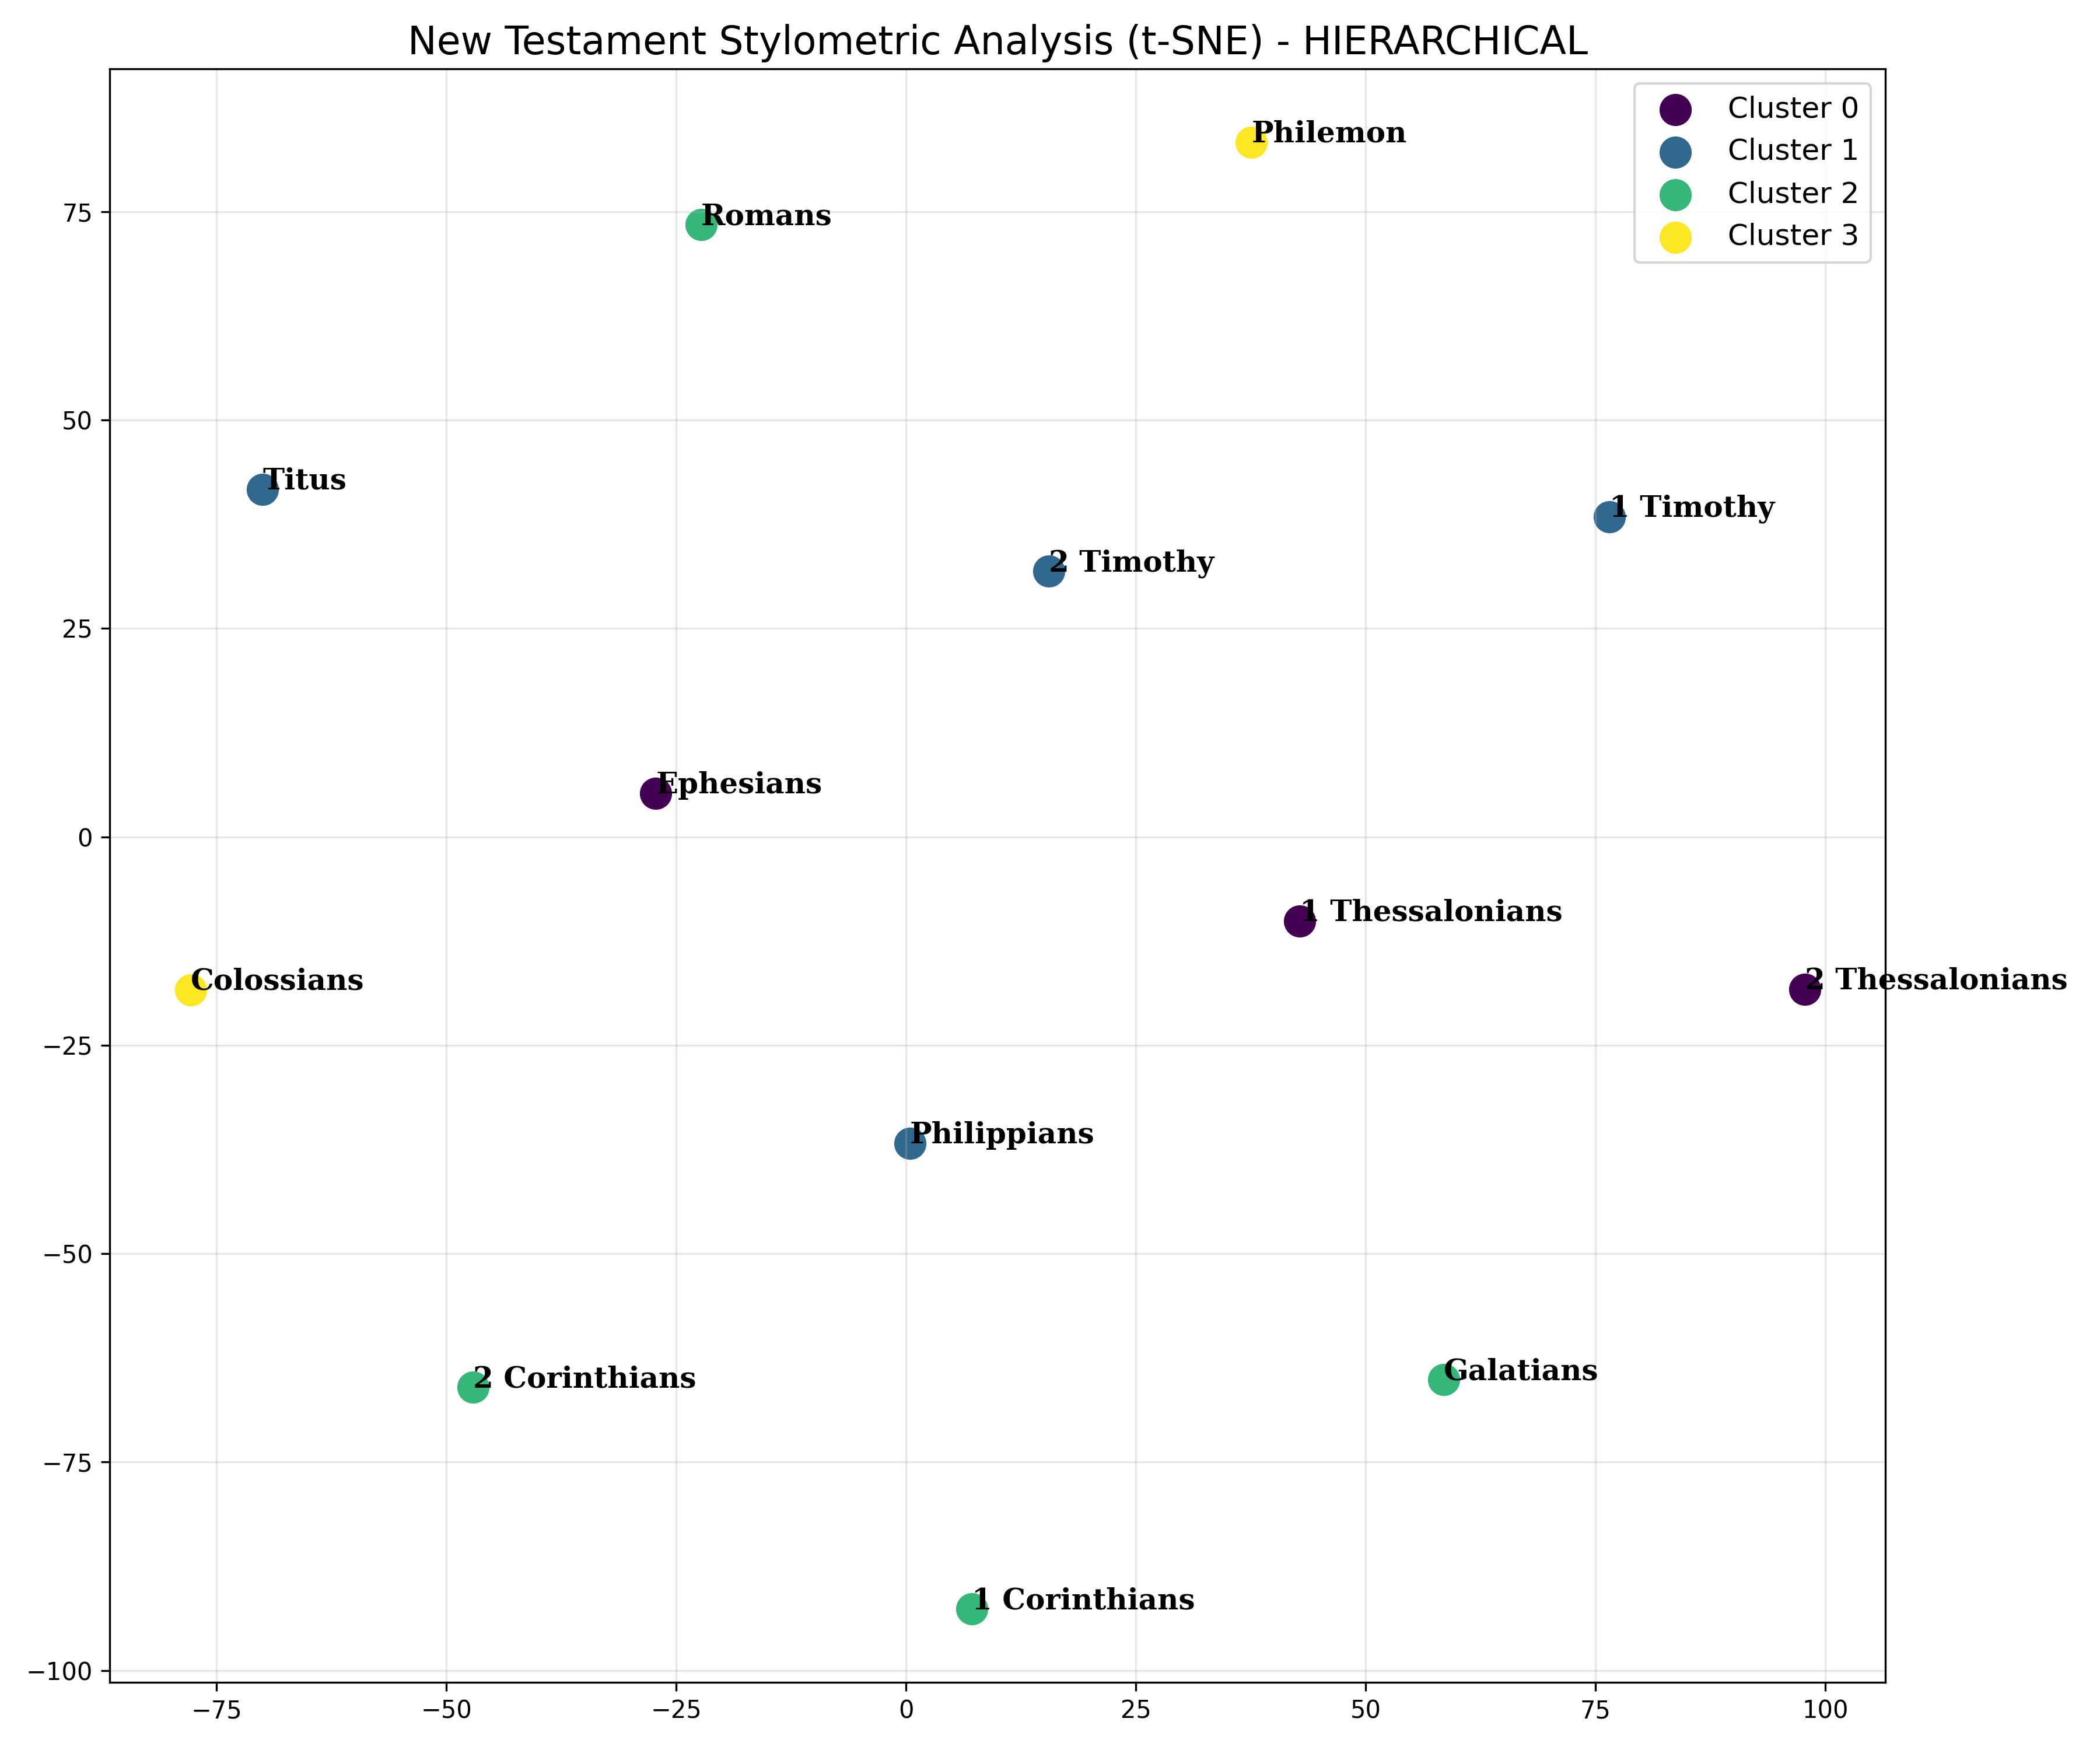 New Testament Stylometric Analysis (t-SNE) - HIERARCHICAL
Cluster 0
Cluster 1
Cluster 2
Cluster 3
Philemon
Romans
Titus
1 Timothy
2 Timothy
Ephesians
1 Thessalonians
2 Thessalonians
Colossians
Philippians
2 Corinthians
Galatians
1 Corinthians
75
50
25
0
−25
−50
−75
−100
−75
−50
−25
0
25
50
75
100